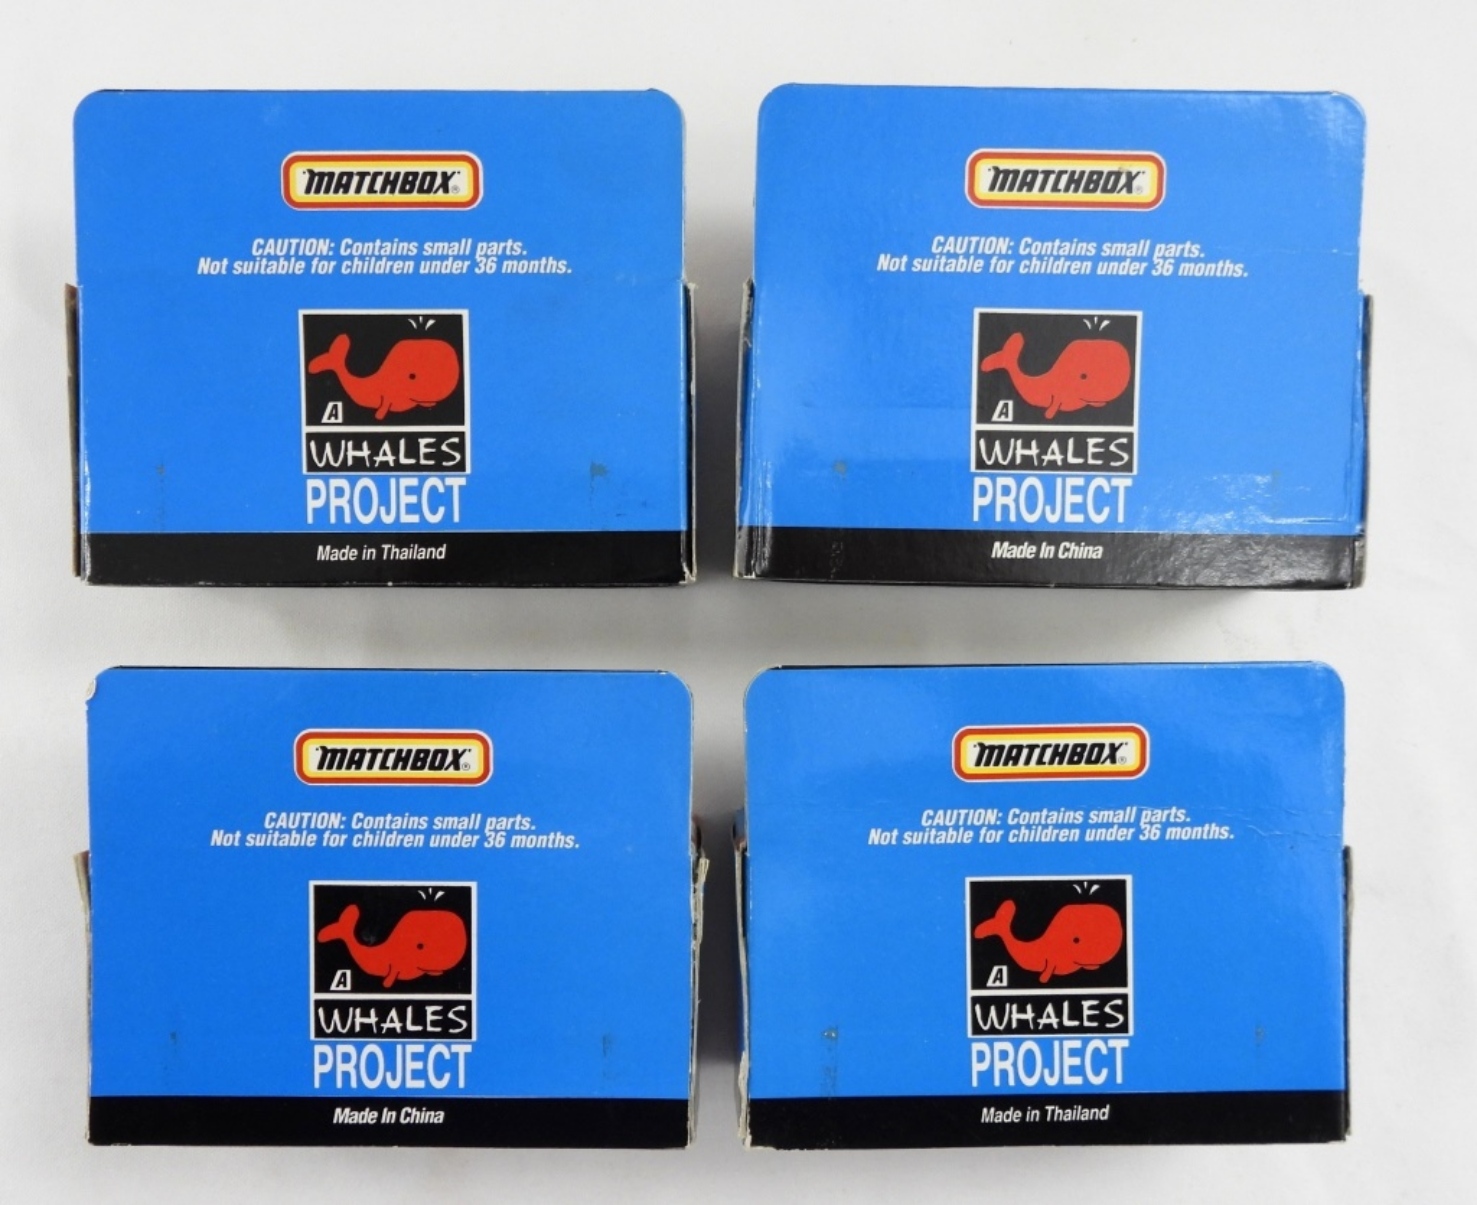 "MATCHBOX"®
CAUTION: Contains small parts.
Not suitable for children under 36 months.
A
WHALES
PROJECT
Made in Thailand
"MATCHBOX"®
CAUTION: Contains small parts.
Not suitable for children under 36 months.
A
WHALES
PROJECT
Made In China
"MATCHBOX"®
CAUTION: Contains small parts.
Not suitable for children under 36 months.
A
WHALES
PROJECT
Made In China
"MATCHBOX"®
CAUTION: Contains small parts.
Not suitable for children under 36 months.
A
WHALES
PROJECT
Made in Thailand